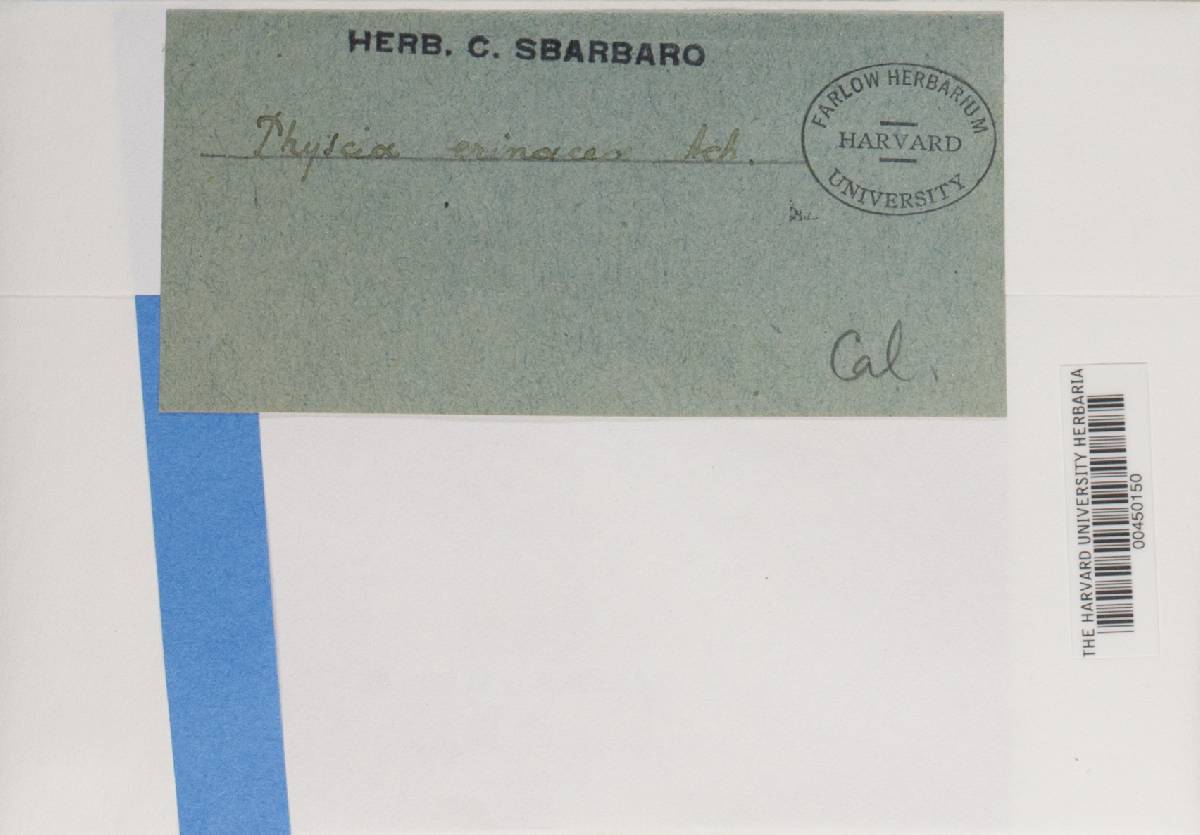 HERB. C. SBARBARO
Physcia erinacea Ach.
FARLOW HERBARIUM
HARVARD
UNIVERSITY
Cal.
THE HARVARD UNIVERSITY HERBARIA
00450150